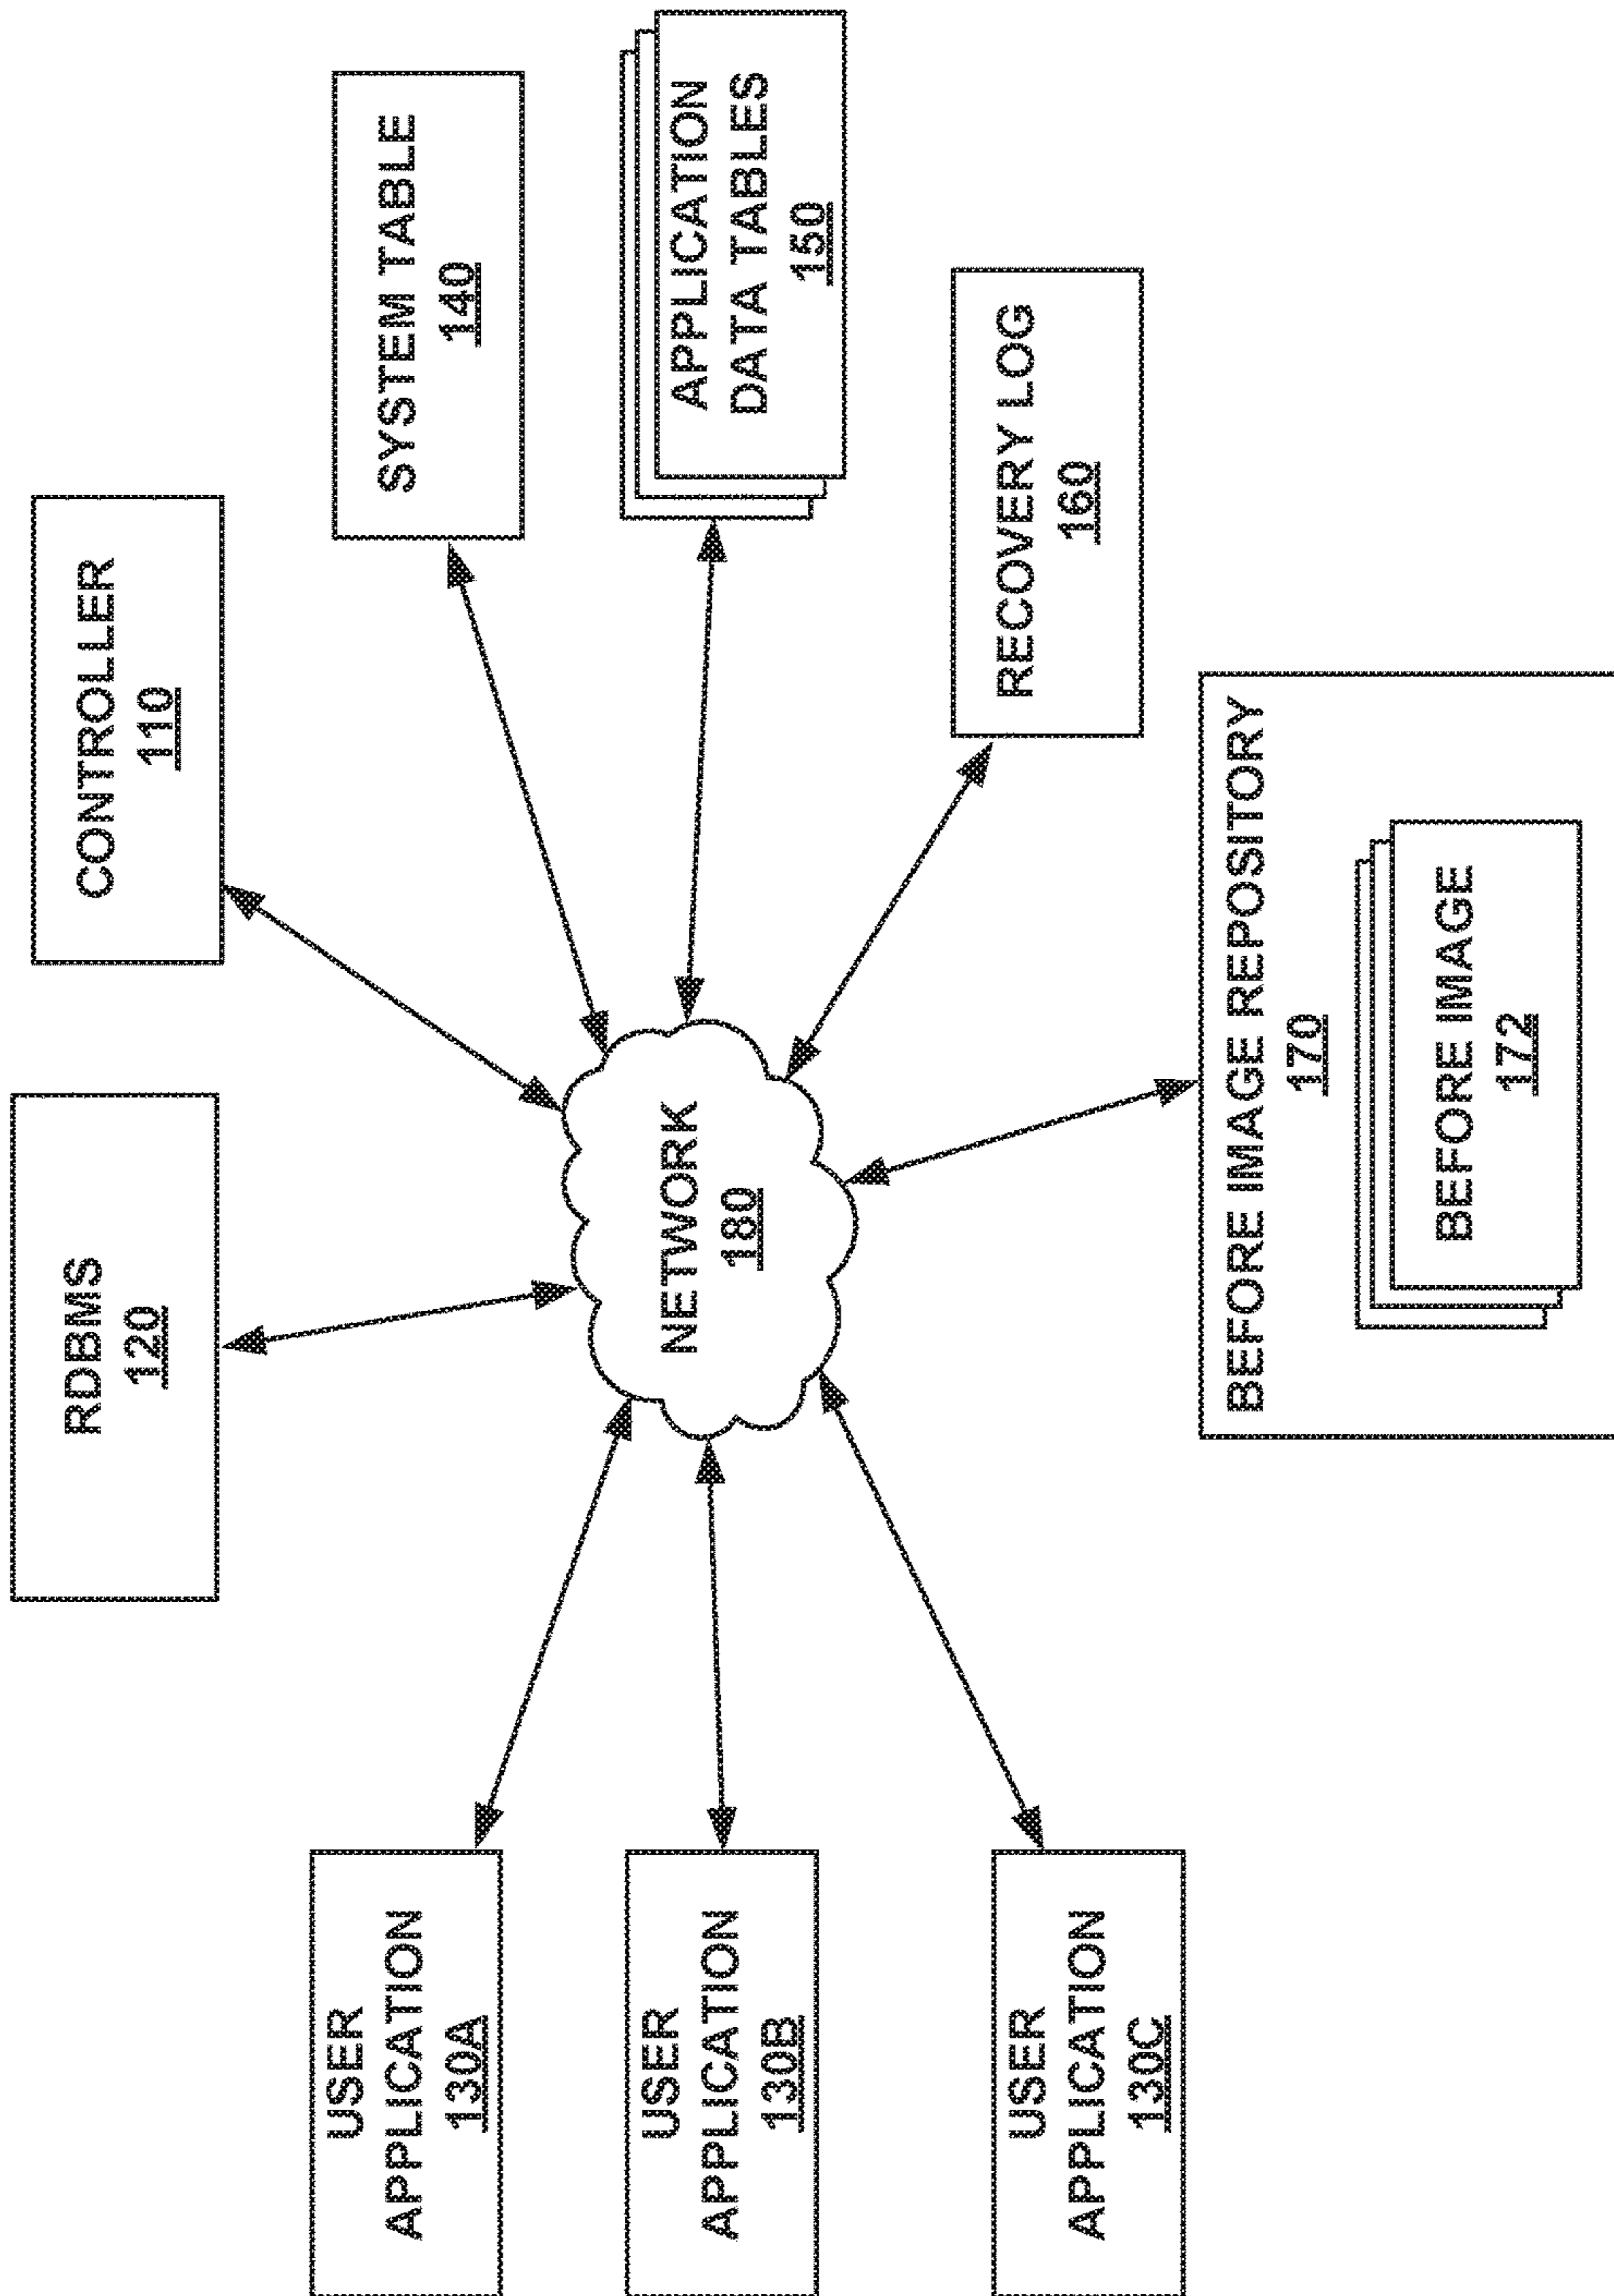 RDBMS
120
CONTROLLER
110
SYSTEM TABLE
140
APPLICATION
DATA TABLES
150
RECOVERY LOG
160
BEFORE IMAGE REPOSITORY
170
BEFORE IMAGE
172
NETWORK
180
USER
APPLICATION
130A
USER
APPLICATION
130B
USER
APPLICATION
130C